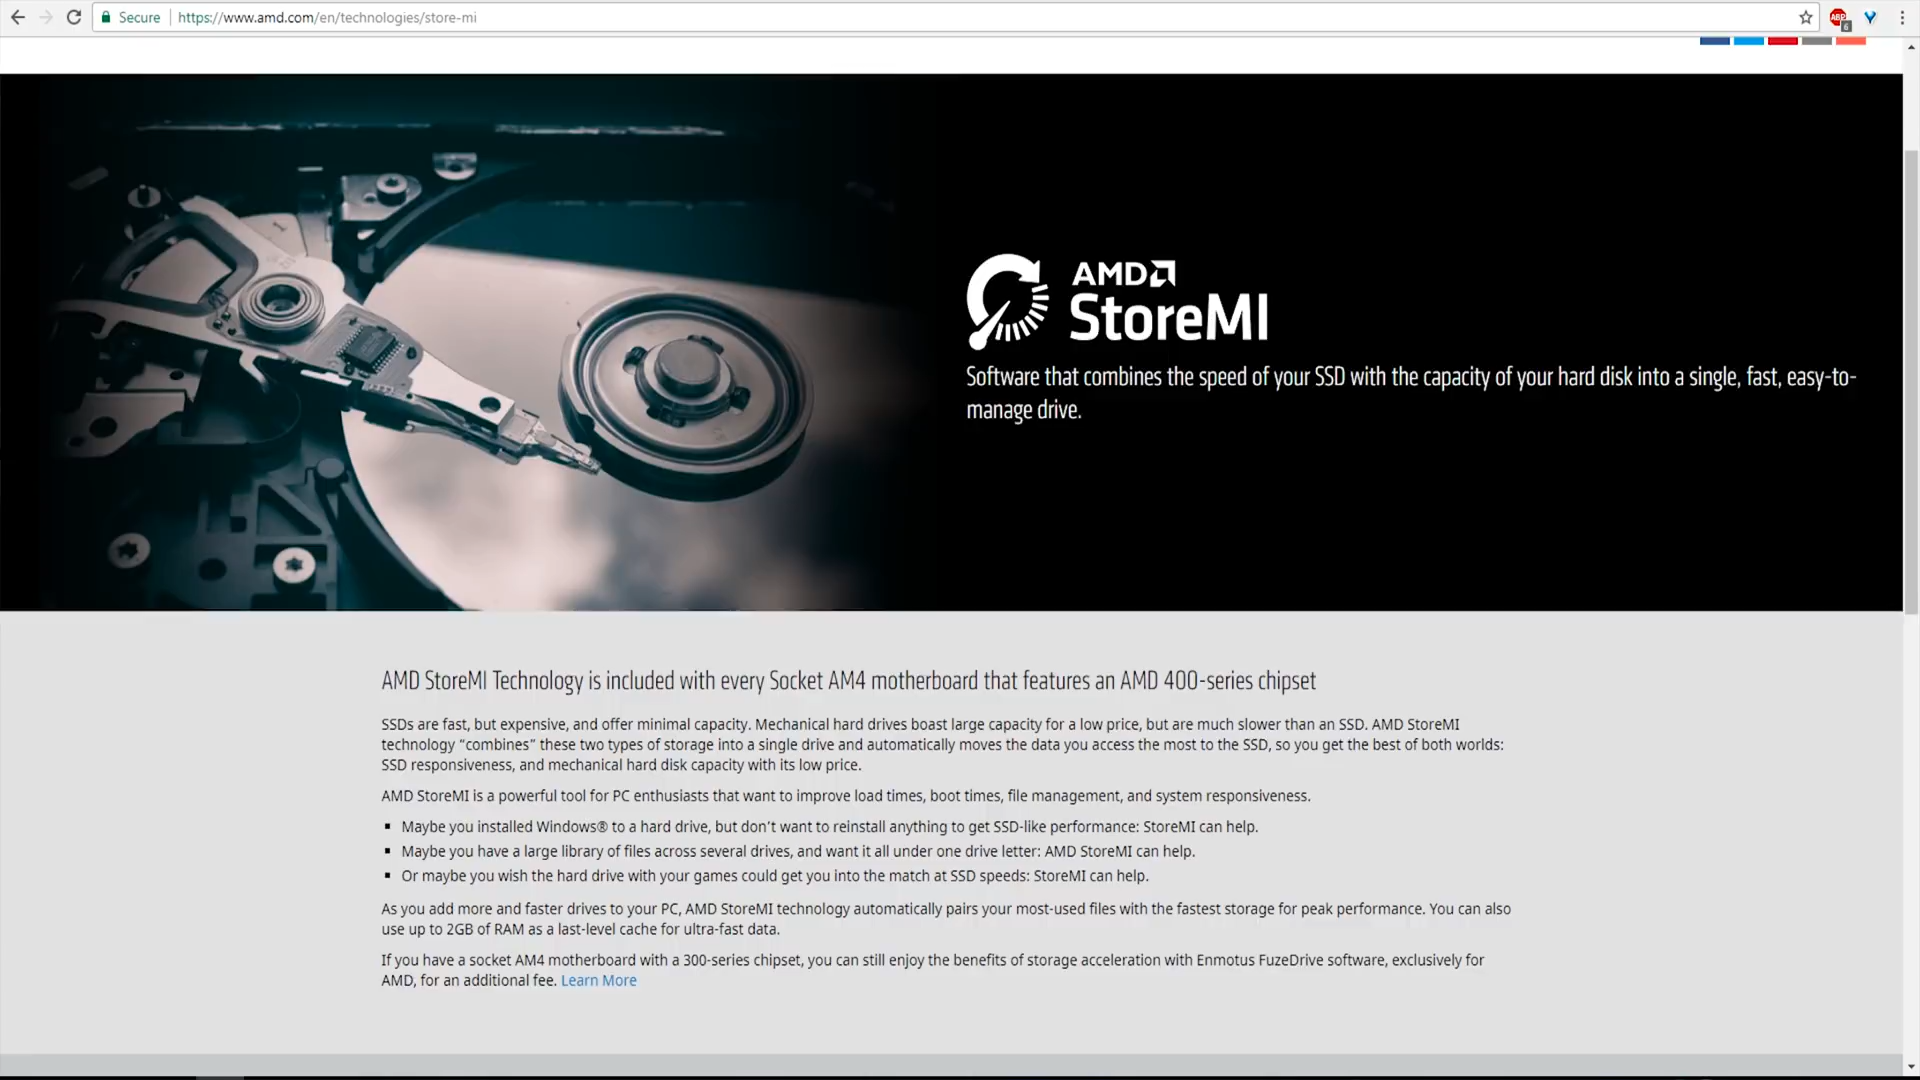 Secure
https://www.amd.com/en/technologies/store-mi
ABP
6
AMD
StoreMI
Software that combines the speed of your SSD with the capacity of your hard disk into a single, fast, easy-to-
manage drive.
AMD StoreMI Technology is included with every Socket AM4 motherboard that features an AMD 400-series chipset
SSDs are fast, but expensive, and offer minimal capacity. Mechanical hard drives boast large capacity for a low price, but are much slower than an SSD. AMD StoreMI
technology “combines” these two types of storage into a single drive and automatically moves the data you access the most to the SSD, so you get the best of both worlds:
SSD responsiveness, and mechanical hard disk capacity with its low price.
AMD StoreMI is a powerful tool for PC enthusiasts that want to improve load times, boot times, file management, and system responsiveness.
▪ Maybe you installed Windows® to a hard drive, but don’t want to reinstall anything to get SSD-like performance: StoreMI can help.
▪ Maybe you have a large library of files across several drives, and want it all under one drive letter: AMD StoreMI can help.
▪ Or maybe you wish the hard drive with your games could get you into the match at SSD speeds: StoreMI can help.
As you add more and faster drives to your PC, AMD StoreMI technology automatically pairs your most-used files with the fastest storage for peak performance. You can also
use up to 2GB of RAM as a last-level cache for ultra-fast data.
If you have a socket AM4 motherboard with a 300-series chipset, you can still enjoy the benefits of storage acceleration with Enmotus FuzeDrive software, exclusively for
AMD, for an additional fee. Learn More